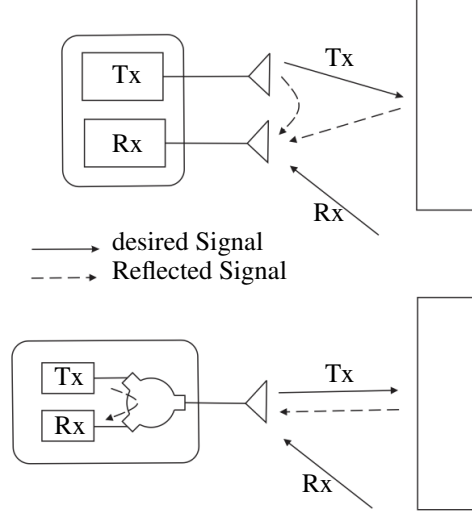 Tx
Tx
Rx
Rx
desired Signal
Reflected Signal
Tx
Tx
Rx
Rx